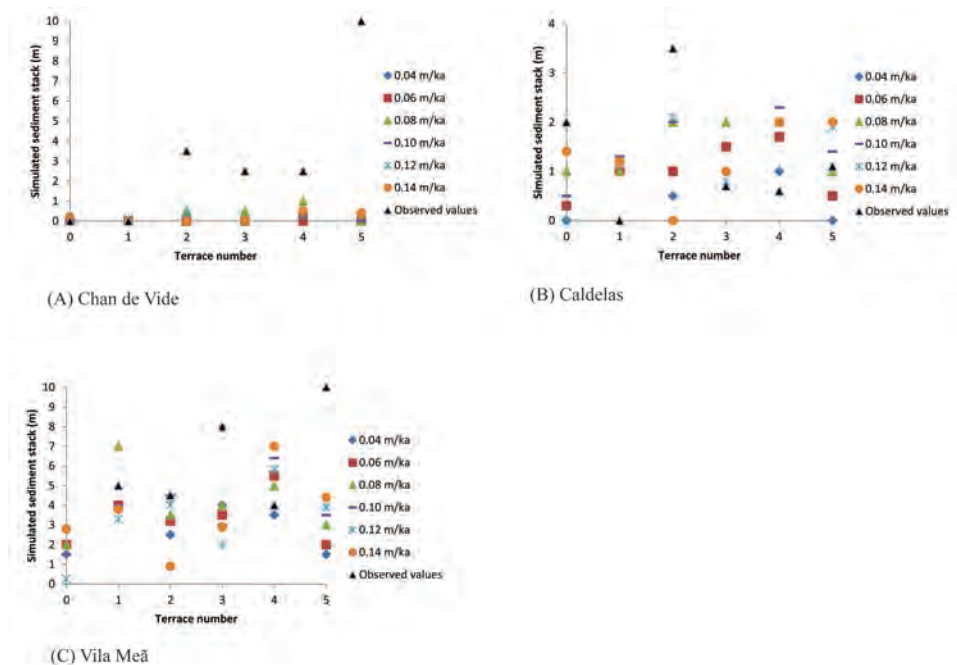 Simulated sediment stack (m)
10
9
8
7
6
5
4
3
2
1
0
0 1 2 3 4 5
Terrace number
0.04 m/ka
0.06 m/ka
0.08 m/ka
0.10 m/ka
0.12 m/ka
0.14 m/ka
Observed values
(A) Chan de Vide
Simulated sediment stack (m)
4
3
2
1
0
0 1 2 3 4 5
Terrace number
0.04 m/ka
0.06 m/ka
0.08 m/ka
0.10 m/ka
0.12 m/ka
0.14 m/ka
Observed values
(B) Caldelas
Simulated sediment stack (m)
10
9
8
7
6
5
4
3
2
1
0
0 1 2 3 4 5
Terrace number
0.04 m/ka
0.06 m/ka
0.08 m/ka
0.10 m/ka
0.12 m/ka
0.14 m/ka
Observed values
(C) Vila Meã